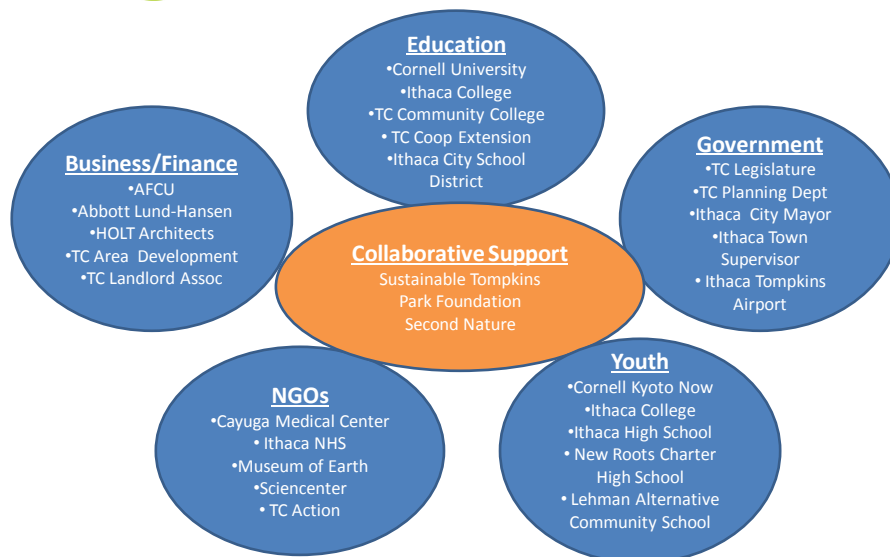 Education
•Cornell University
•Ithaca College
•TC Community College
• TC Coop Extension
•Ithaca City School
District
Business/Finance
•AFCU
•Abbott Lund-Hansen
•HOLT Architects
•TC Area Development
•TC Landlord Assoc
Government
•TC Legislature
•TC Planning Dept
•Ithaca City Mayor
•Ithaca Town
Supervisor
• Ithaca Tompkins
Airport
Collaborative Support
Sustainable Tompkins
Park Foundation
Second Nature
NGOs
•Cayuga Medical Center
• Ithaca NHS
•Museum of Earth
•Sciencenter
• TC Action
Youth
•Cornell Kyoto Now
•Ithaca College
•Ithaca High School
• New Roots Charter
High School
• Lehman Alternative
Community School